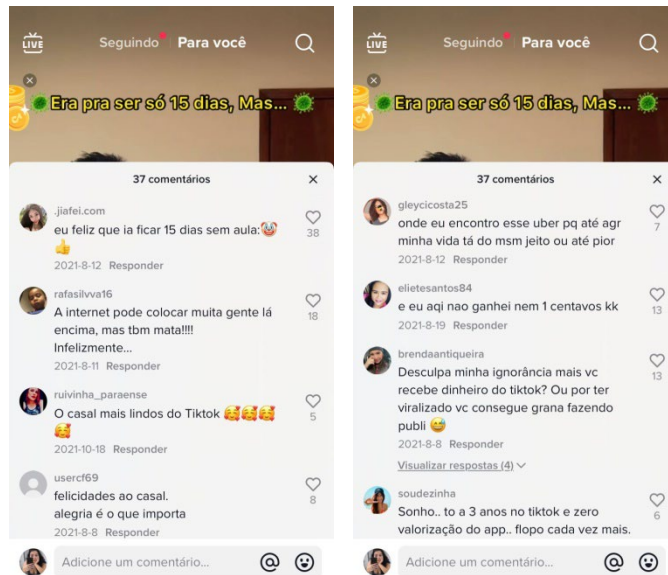 LIVE
Seguindo Para você
Era pra ser só 15 dias, Mas...
37 comentários
.jiafei.com
eu feliz que ia ficar 15 dias sem aula:🤡
👍
38
2021-8-12 Responder
rafasilvva16
A internet pode colocar muita gente lá
encima, mas tbm mata!!!!
Infelizmente...
18
2021-8-11 Responder
ruivinha_paraense
O casal mais lindos do Tiktok 🥰🥰🥰
🥰
5
2021-10-18 Responder
usercf69
felicidades ao casal.
alegria é o que importa
8
2021-8-8 Responder
Adicione um comentário...
LIVE
Seguindo Para você
Era pra ser só 15 dias, Mas...
37 comentários
gleycicosta25
onde eu encontro esse uber pq até agr
minha vida tá do msm jeito ou até pior
7
2021-8-12 Responder
elietesantos84
e eu aqi nao ganhei nem 1 centavos kk
13
2021-8-19 Responder
brendaantiqueira
Desculpa minha ignorância mais vc
recebe dinheiro do tiktok? Ou por ter
viralizado vc consegue grana fazendo
publi 😅
13
2021-8-8 Responder
Visualizar respostas (4)
soudezinha
Sonho.. to a 3 anos no tiktok e zero
valorização do app.. flopo cada vez mais.
6
Adicione um comentário...